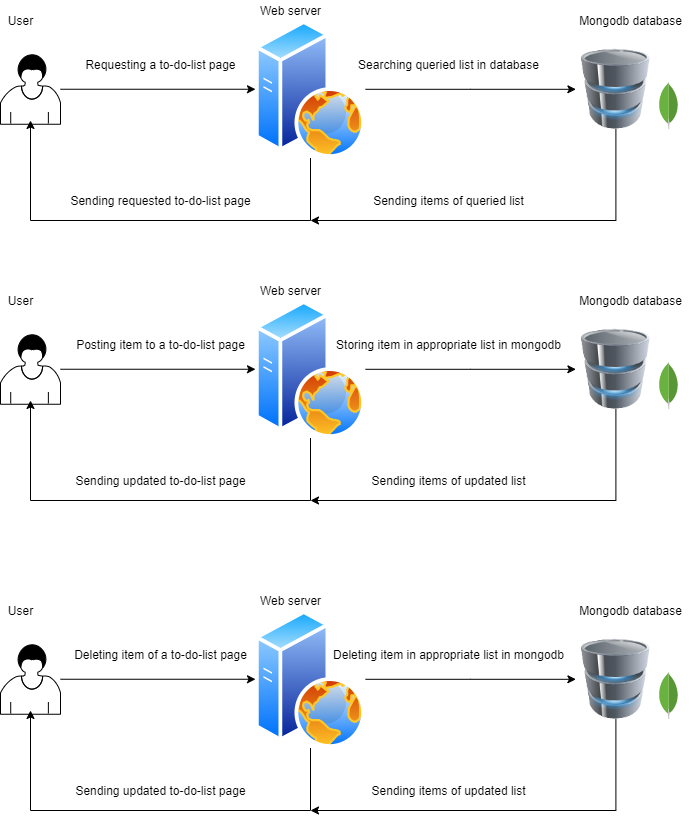 User
Web server
Mongodb database
Requesting a to-do-list page
Searching queried list in database
Sending requested to-do-list page
Sending items of queried list
User
Web server
Mongodb database
Posting item to a to-do-list page
Storing item in appropriate list in mongodb
Sending updated to-do-list page
Sending items of updated list
User
Web server
Mongodb database
Deleting item of a to-do-list page
Deleting item in appropriate list in mongodb
Sending updated to-do-list page
Sending items of updated list